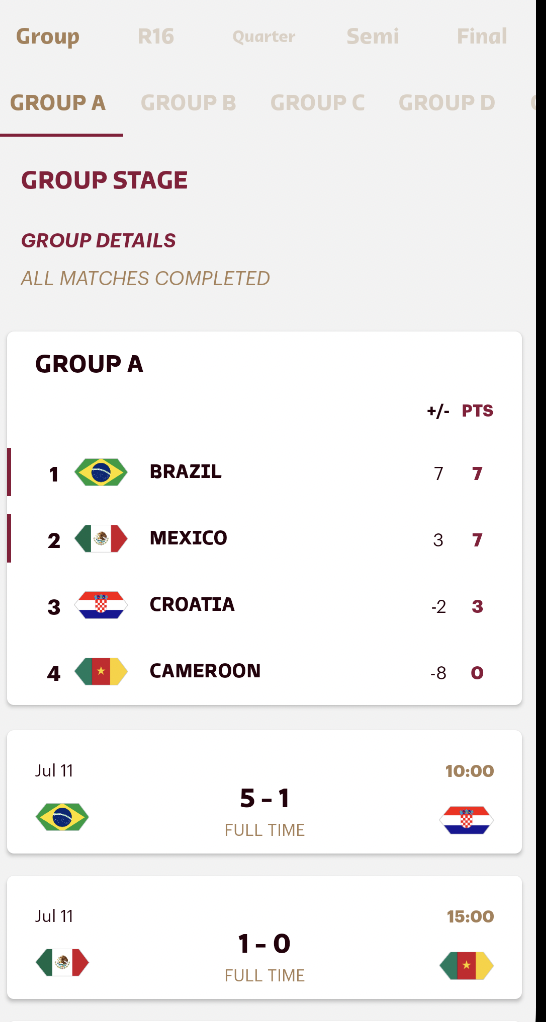 Group R16 Quarter Semi Final
GROUP A GROUP B GROUP C GROUP D
GROUP STAGE
GROUP DETAILS
ALL MATCHES COMPLETED
GROUP A
+/- PTS
1 BRAZIL 7 7
2 MEXICO 3 7
3 CROATIA -2 3
4 CAMEROON -8 0
Jul 11 10:00
5 - 1
FULL TIME
Jul 11 15:00
1 - 0
FULL TIME